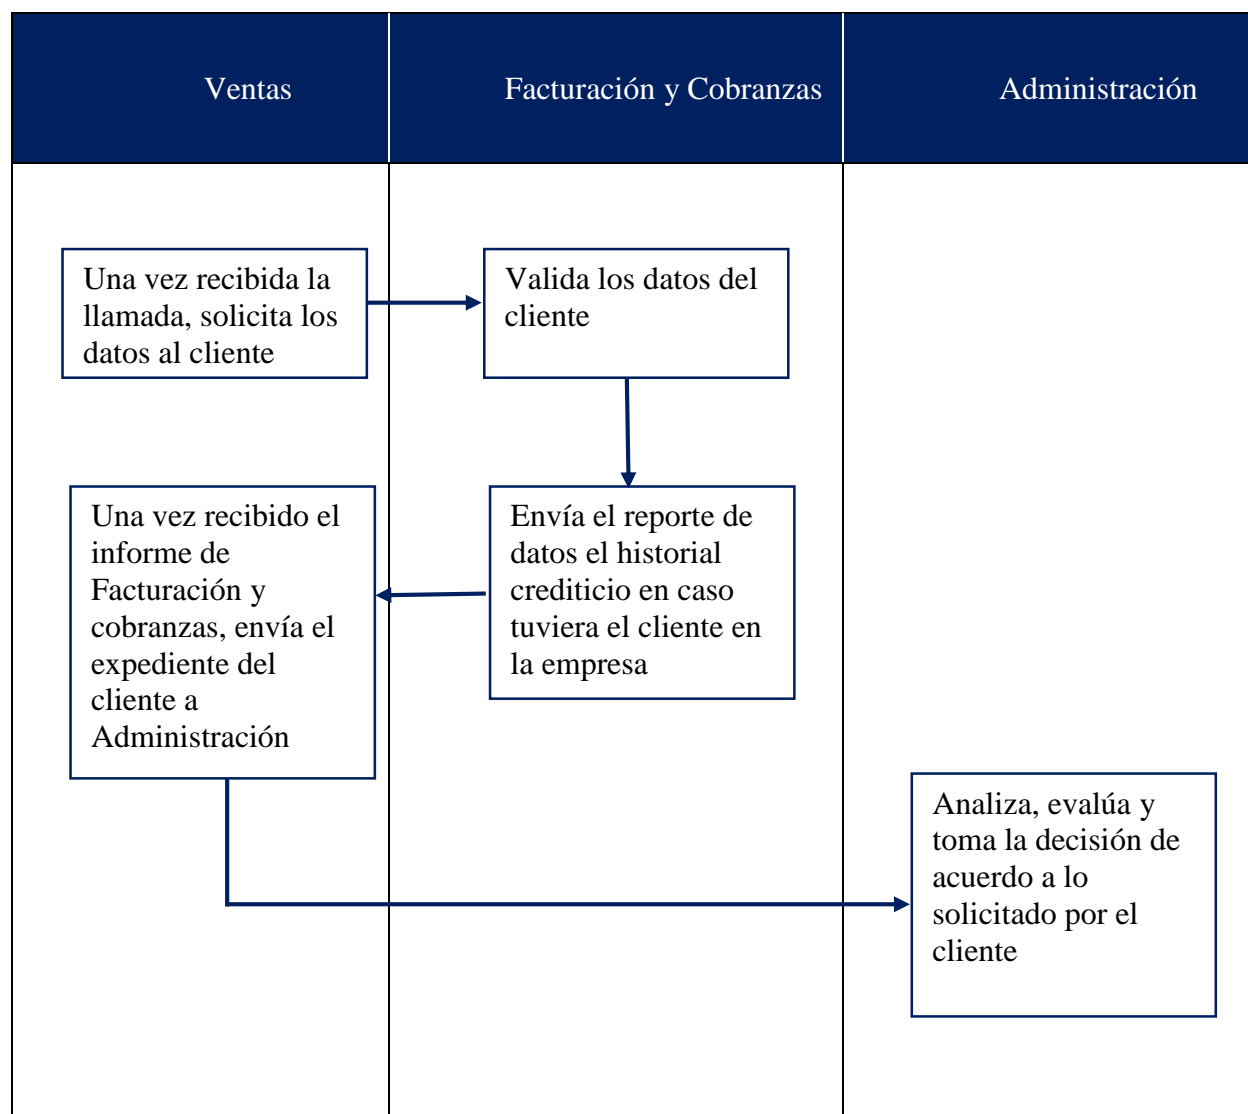 Ventas
Facturación y Cobranzas
Administración
Una vez recibida la
llamada, solicita los
datos al cliente
Valida los datos del
cliente
Una vez recibido el
informe de
Facturación y
cobranzas, envía el
expediente del
cliente a
Administración
Envía el reporte de
datos el historial
crediticio en caso
tuviera el cliente en
la empresa
Analiza, evalúa y
toma la decisión de
acuerdo a lo
solicitado por el
cliente